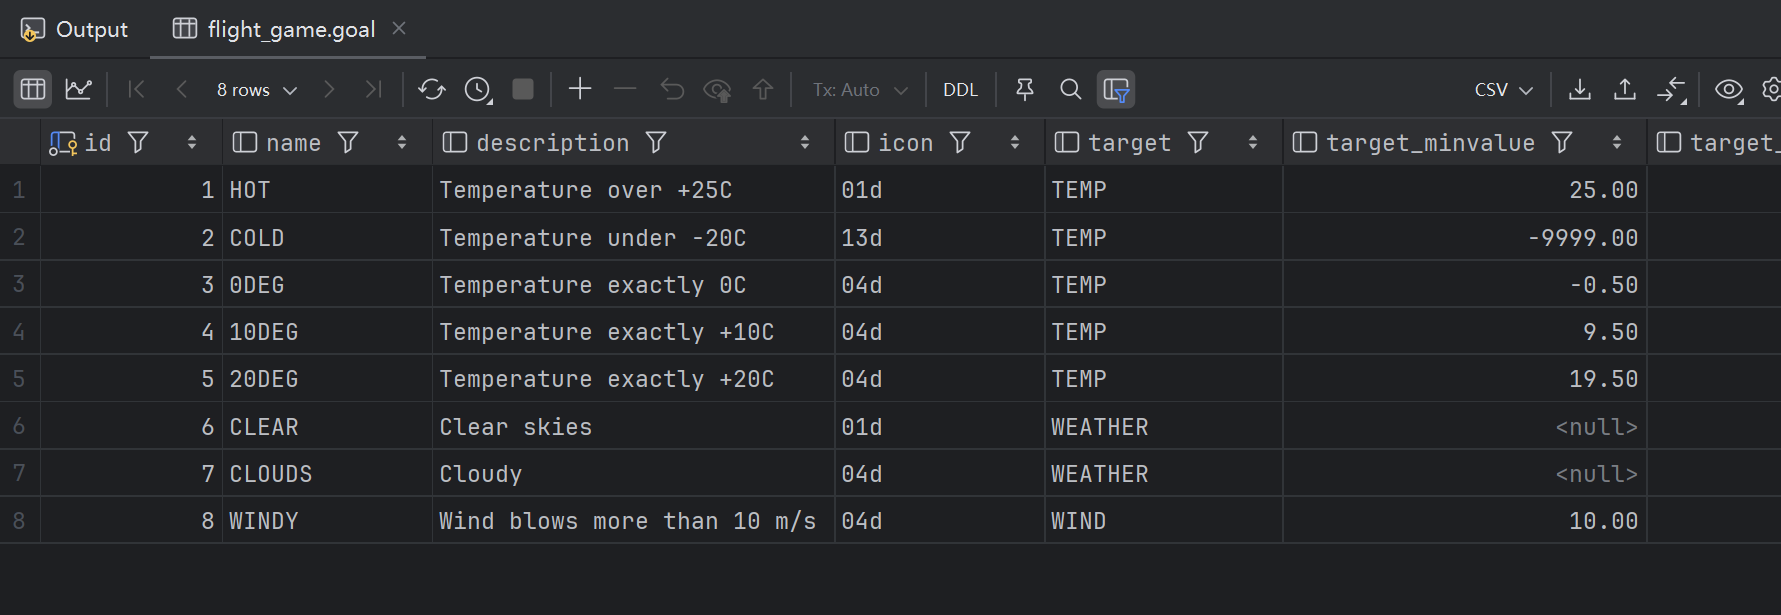 Output flight_game.goal
8 rows Tx: Auto DDL CSV
id name description icon target target_minvalue target_
1 1 HOT Temperature over +25C 01d TEMP 25.00
2 2 COLD Temperature under -20C 13d TEMP -9999.00
3 3 0DEG Temperature exactly 0C 04d TEMP -0.50
4 4 10DEG Temperature exactly +10C 04d TEMP 9.50
5 5 20DEG Temperature exactly +20C 04d TEMP 19.50
6 6 CLEAR Clear skies 01d WEATHER <null>
7 7 CLOUDS Cloudy 04d WEATHER <null>
8 8 WINDY Wind blows more than 10 m/s 04d WIND 10.00